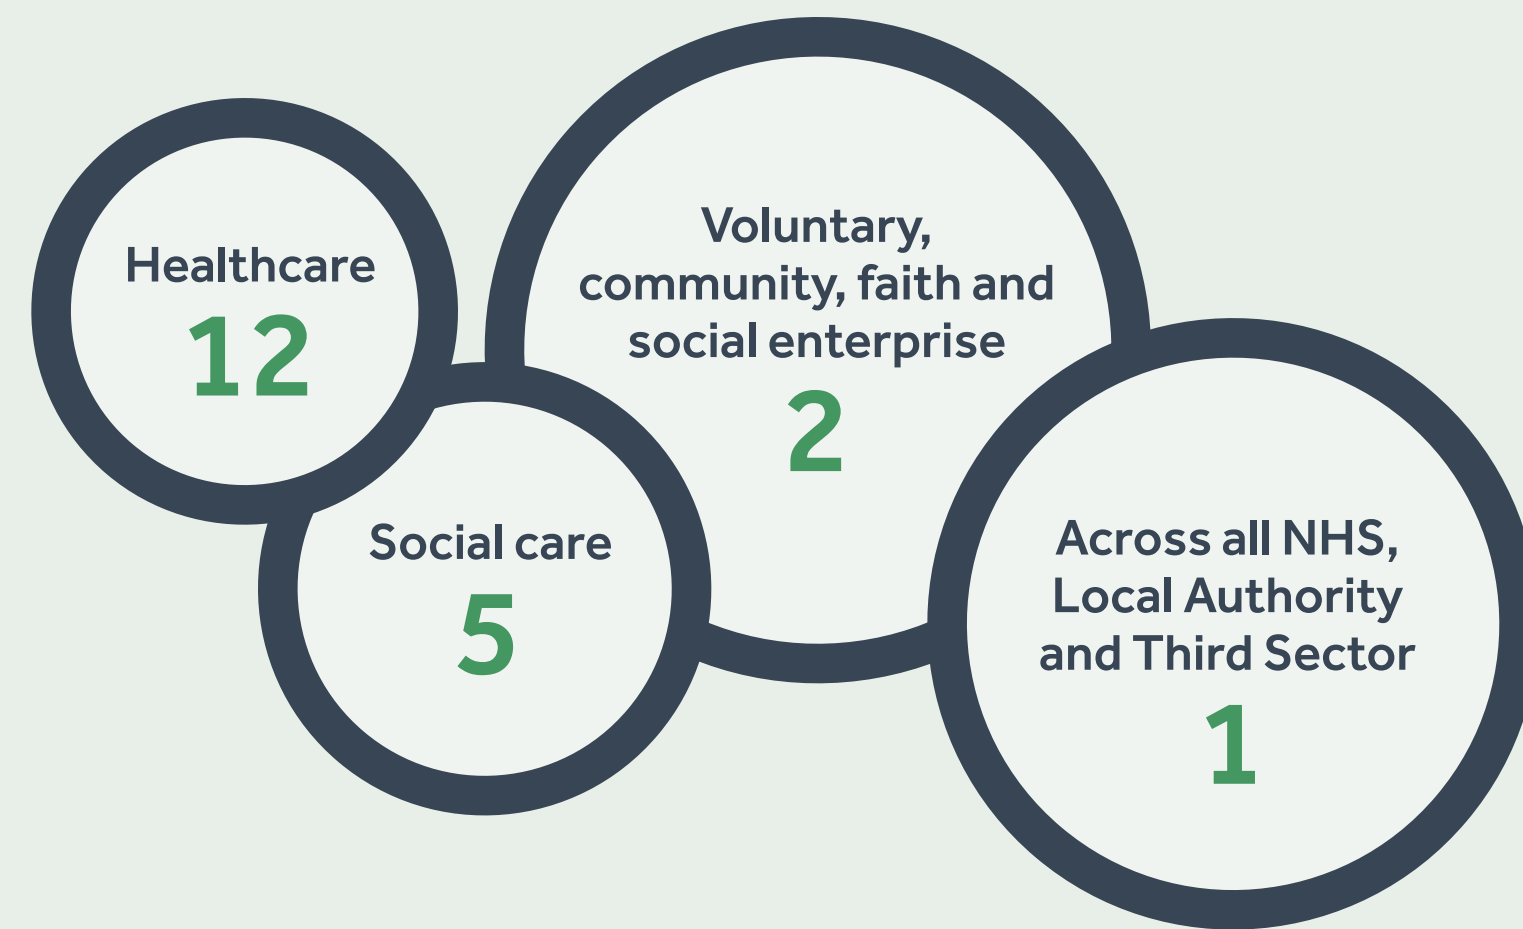 Healthcare
12
Voluntary,
community, faith and
social enterprise
2
Social care
5
Across all NHS,
Local Authority
and Third Sector
1